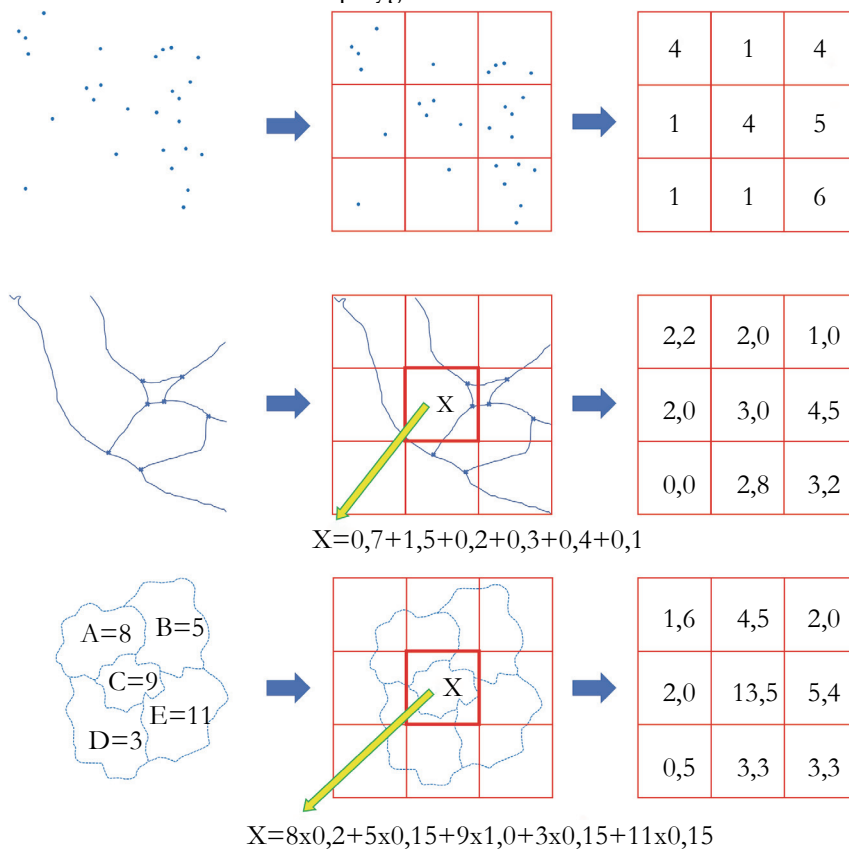 4 1 4
1 4 5
1 1 6
X
2,2 2,0 1,0
2,0 3,0 4,5
0,0 2,8 3,2
X=0,7+1,5+0,2+0,3+0,4+0,1
A=8 B=5
C=9
E=11
D=3
X
1,6 4,5 2,0
2,0 13,5 5,4
0,5 3,3 3,3
X=8x0,2+5x0,15+9x1,0+3x0,15+11x0,15